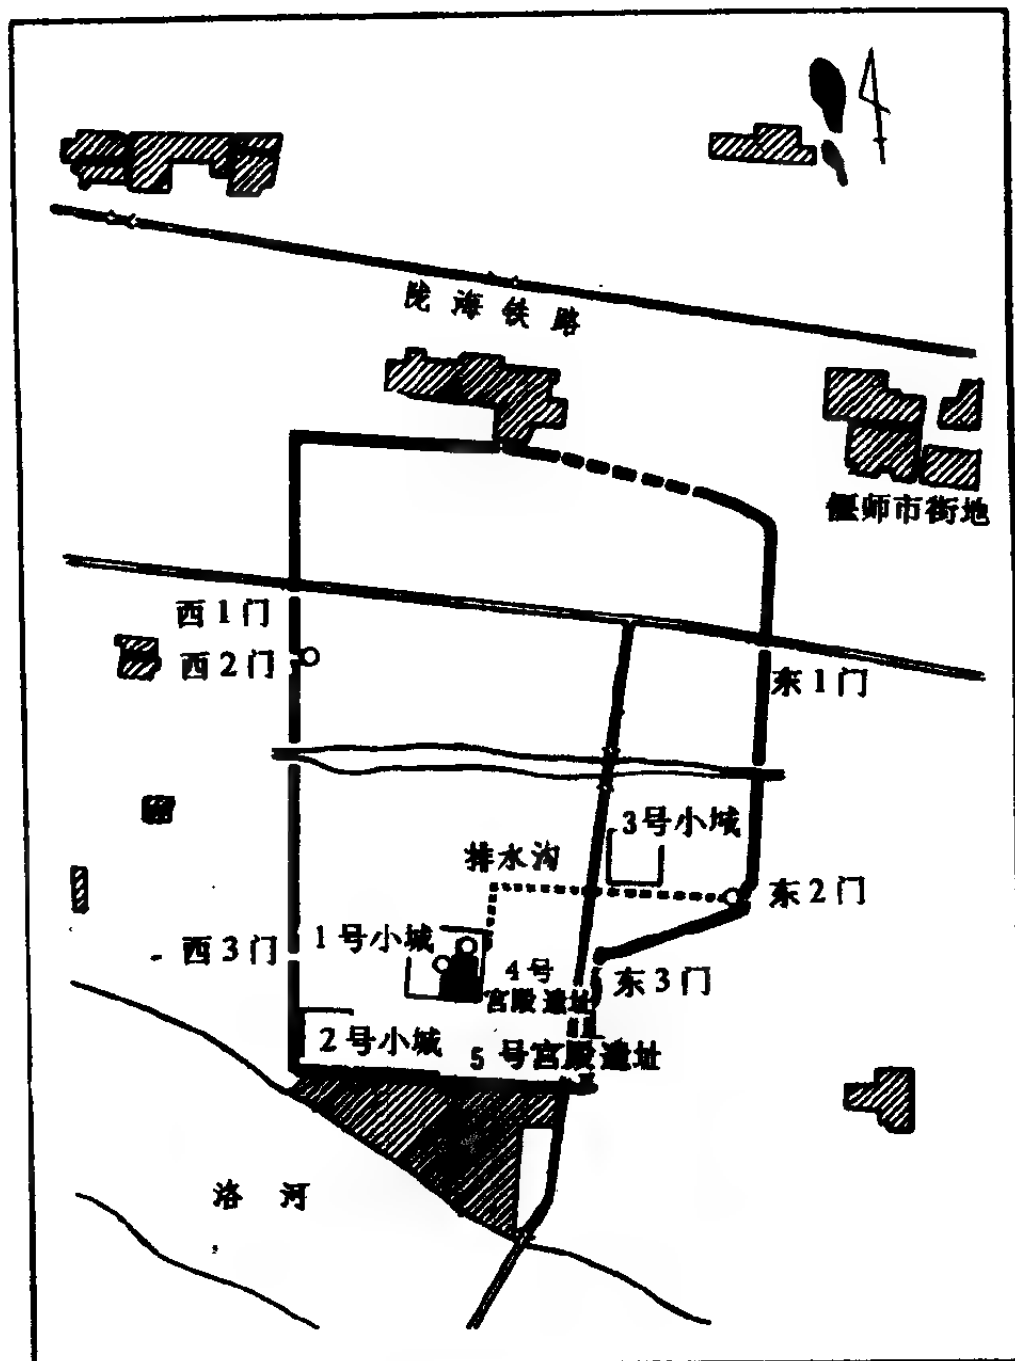 陇海铁路
偃师市街地
西1门
西2门
东1门
3号小城
排水沟
东2门
西3门
1号小城
4号
宫殿遗址
东3门
2号小城
5号宫殿遗址
洛河